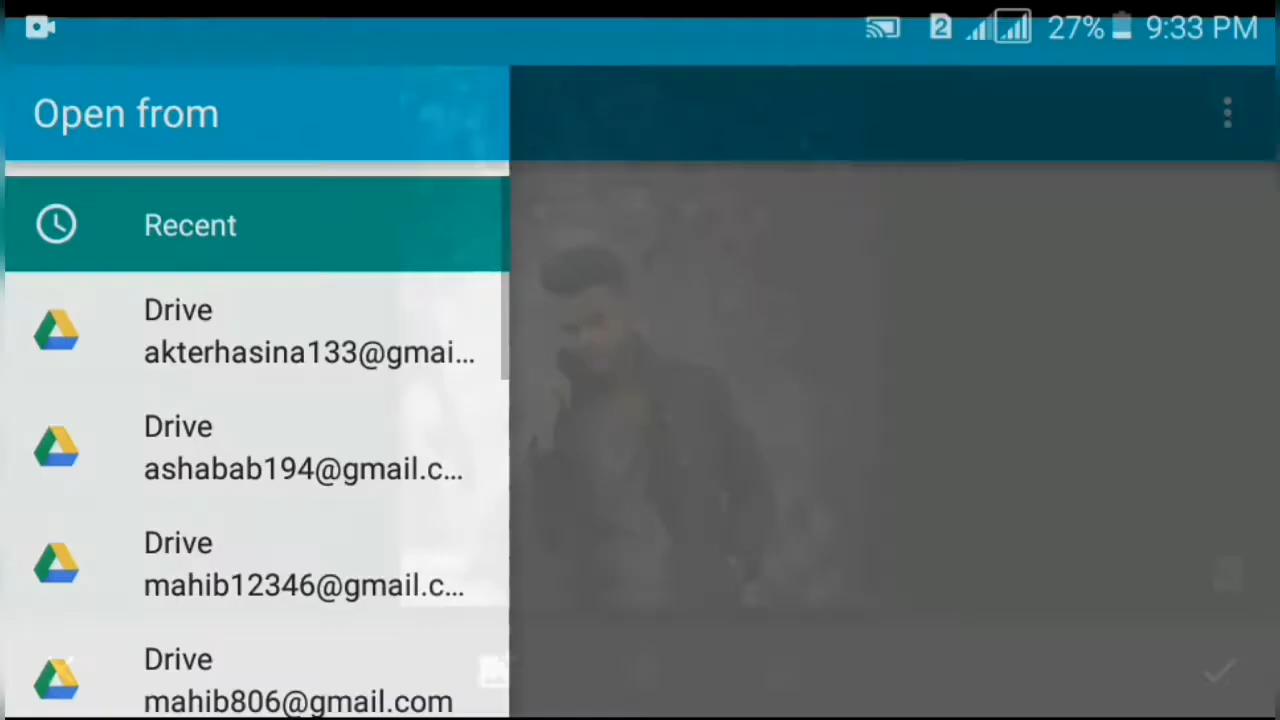 2 27% 9:33 PM
Open from
Recent
Drive
akterhasina133@gmai...
Drive
ashabab194@gmail.c...
Drive
mahib12346@gmail.c...
Drive
mahib806@gmail.com